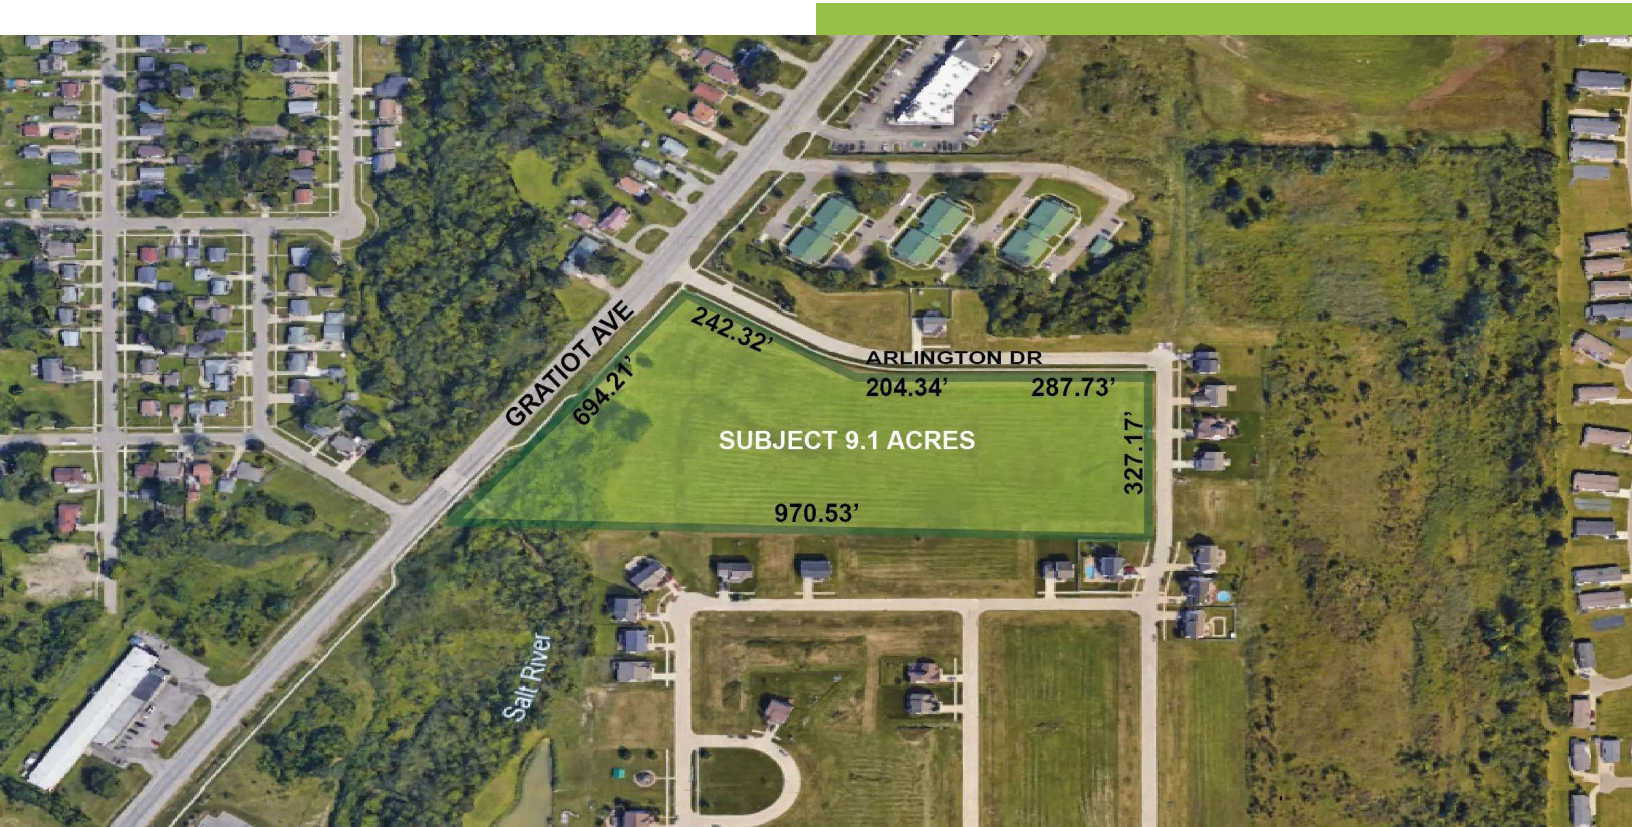 GRATIOT AVE
694.21’
242.32’
ARLINGTON DR
204.34’
287.73’
327.17’
SUBJECT 9.1 ACRES
970.53’
Salt River